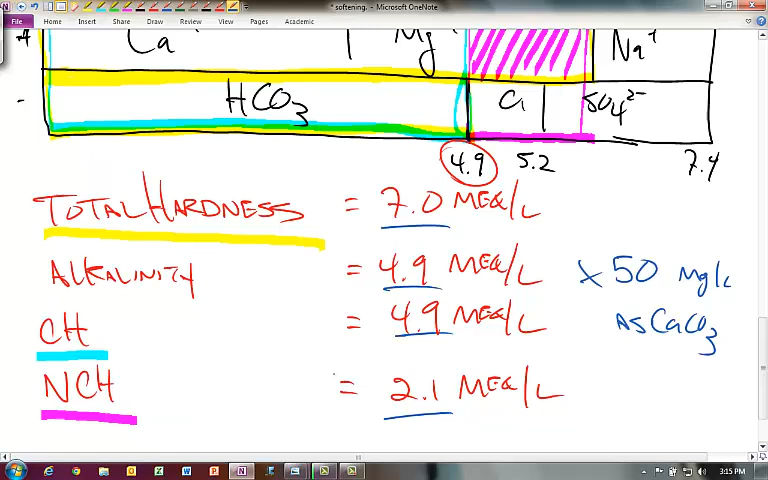 softening. - Microsoft OneNote
File Home Insert Share Draw Review View Pages Academic
Ca Mg Na+
- HCO3 Cl SO4 2-
4.9 5.2 7.4
TOTAL HARDNESS = 7.0 MEQ/L
ALKALINITY = 4.9 MEQ/L x 50 Mg/L
CH = 4.9 MEQ/L AS CaCO3
NCH = 2.1 MEQ/L
3:15 PM